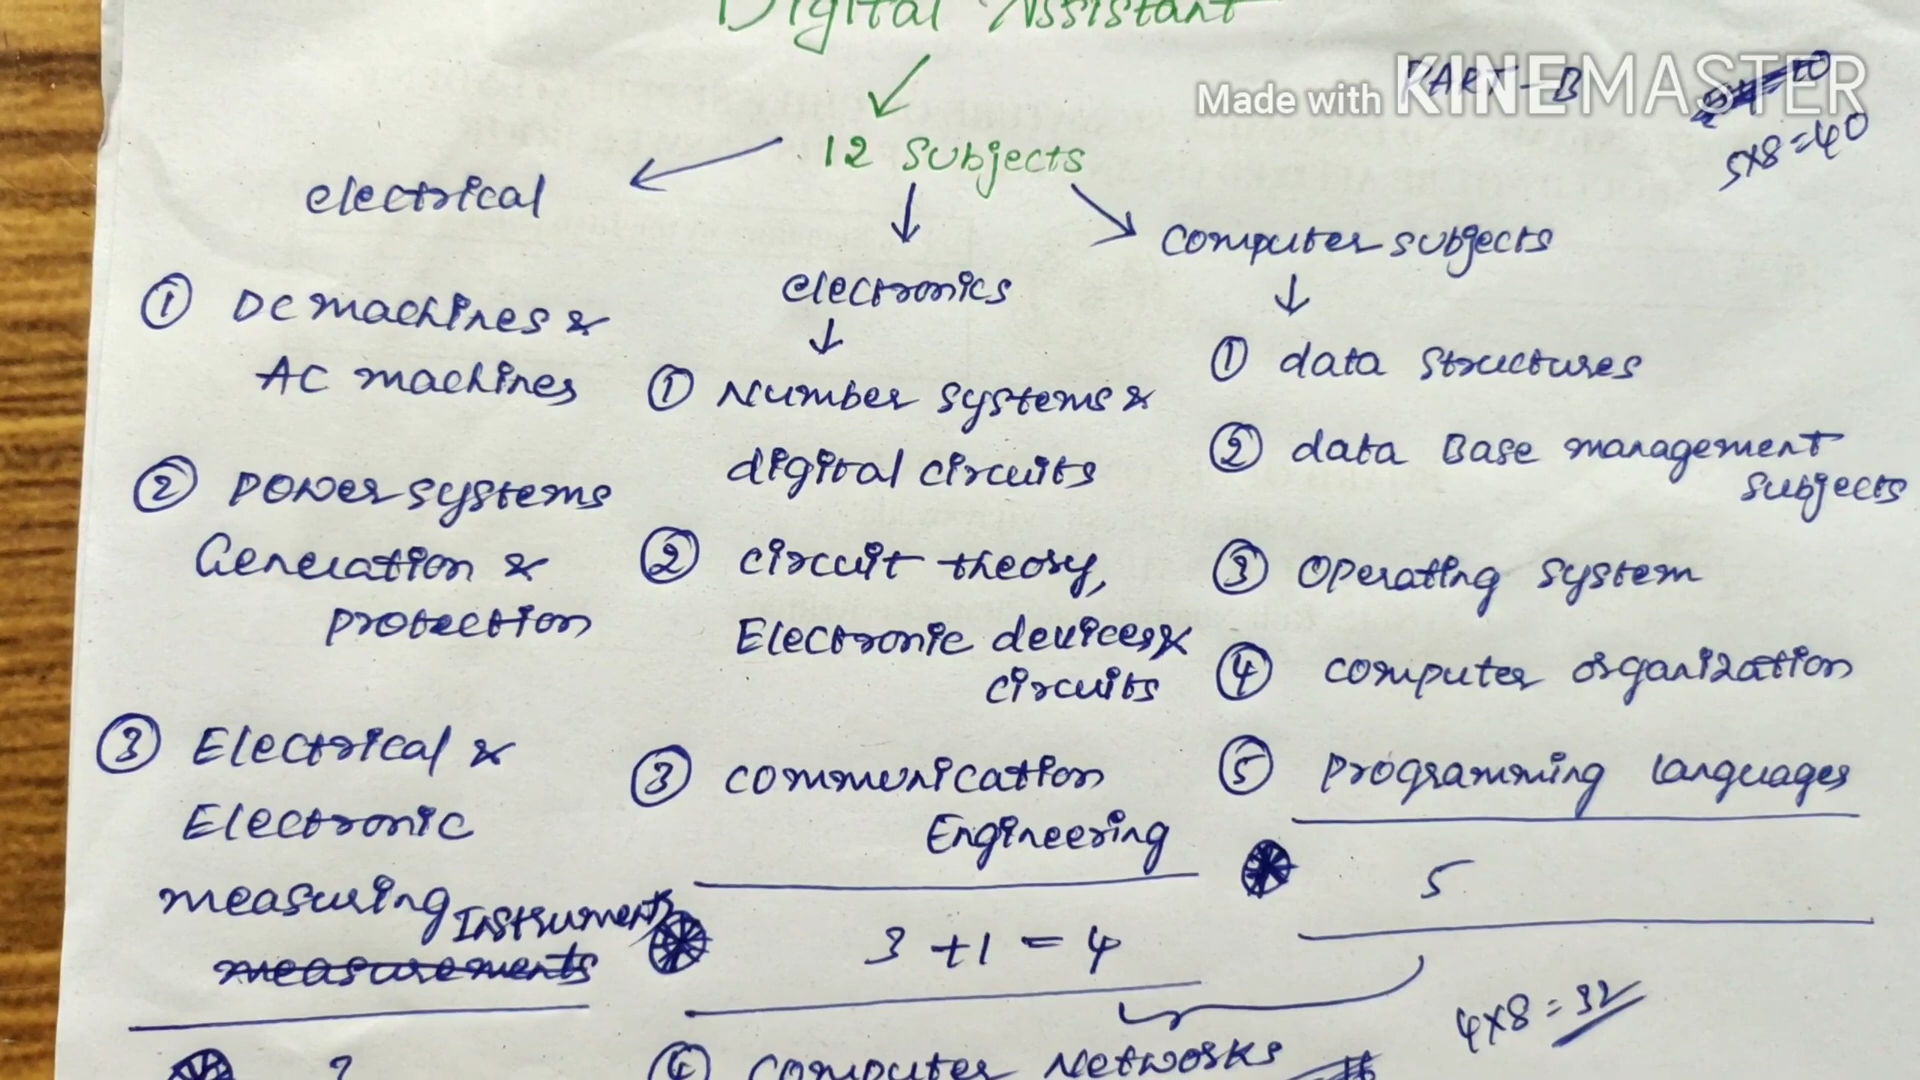 Digital Assistant
Made with KINEMASTER
PART-B
5x8=40
12 subjects
electrical
① DC machines &
AC machines
② power systems
Generation &
protection
③ Electrical &
Electronic
measuring Instruments
measurements
electronics
① Number systems &
digital circuits
② circuit theory,
Electronic devices &
circuits
③ communication
Engineering
3 + 1 = 4
computer Networks
computer subjects
① data structures
② data Base management
subjects
③ operating system
④ computer organization
⑤ programming languages
5
4x8=32